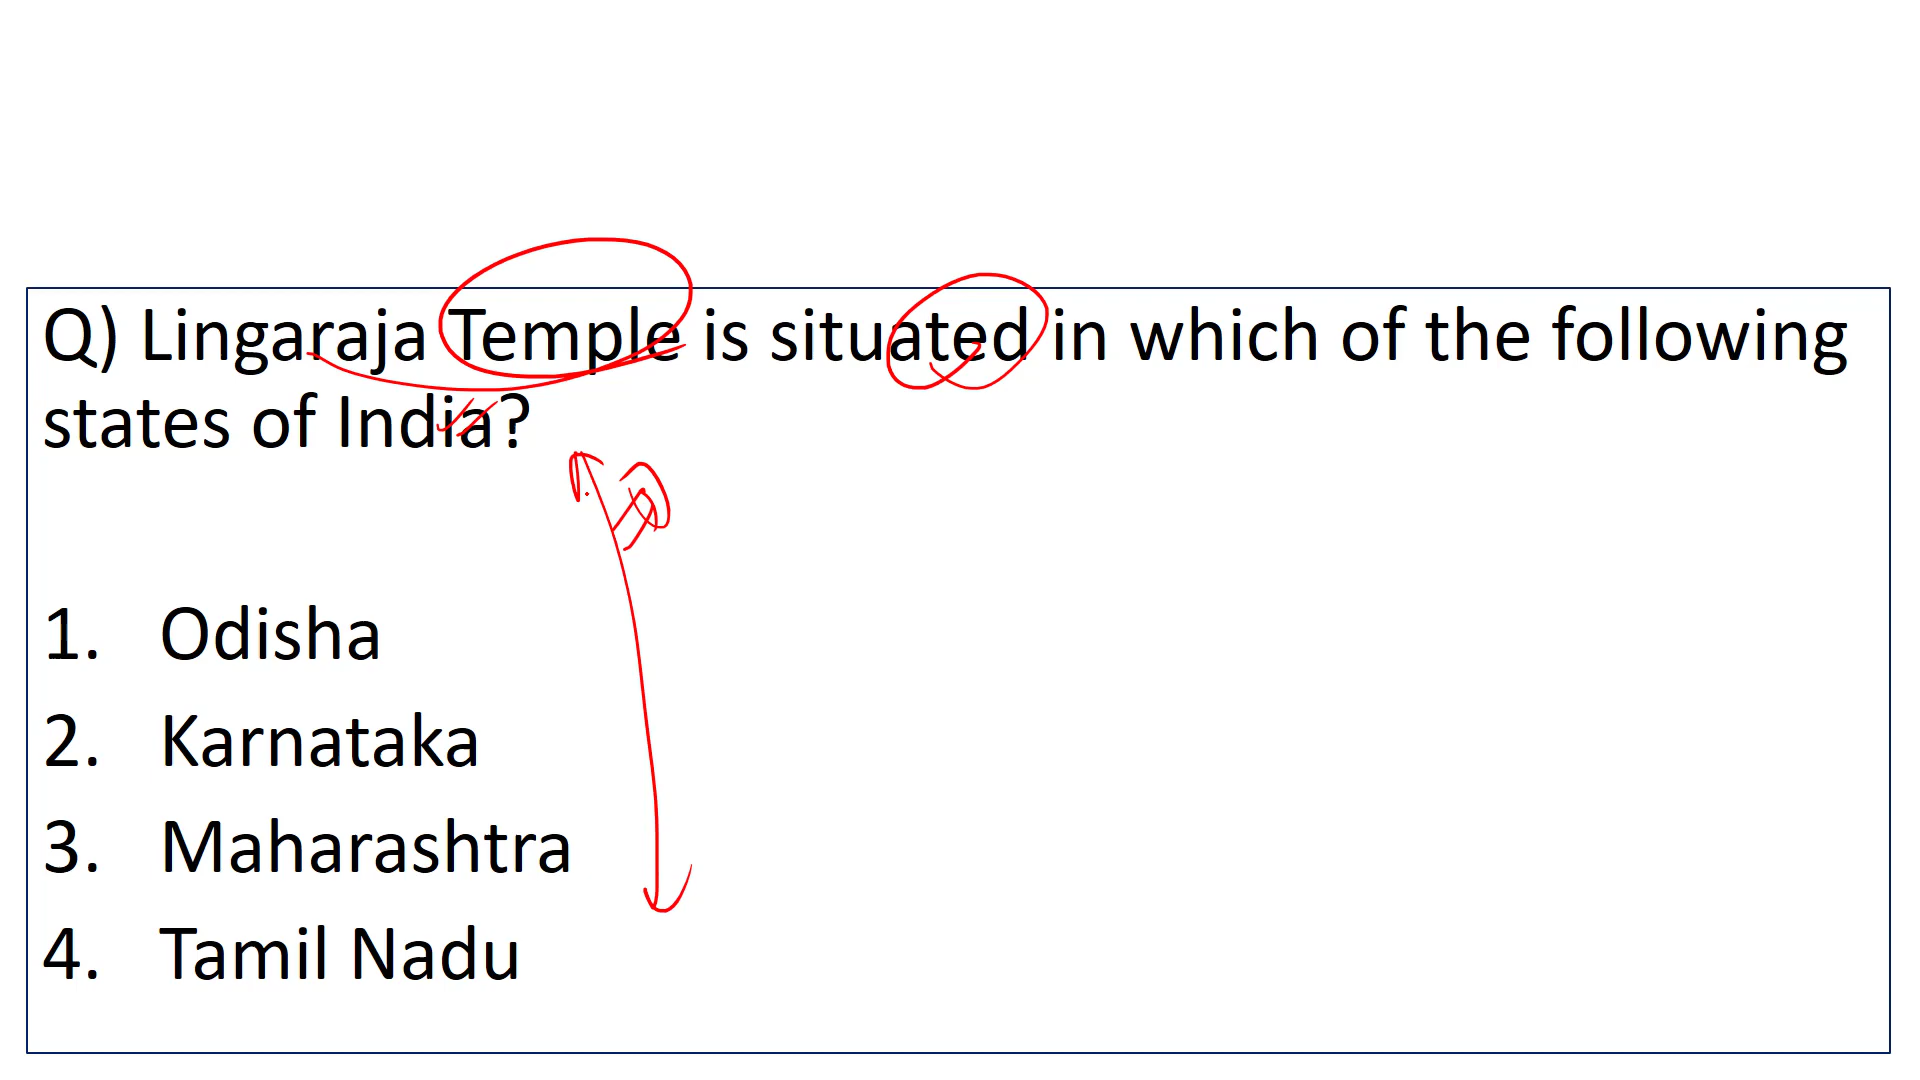 Q) Lingaraja Temple is situated in which of the following
states of India?
1. Odisha
2. Karnataka
3. Maharashtra
4. Tamil Nadu